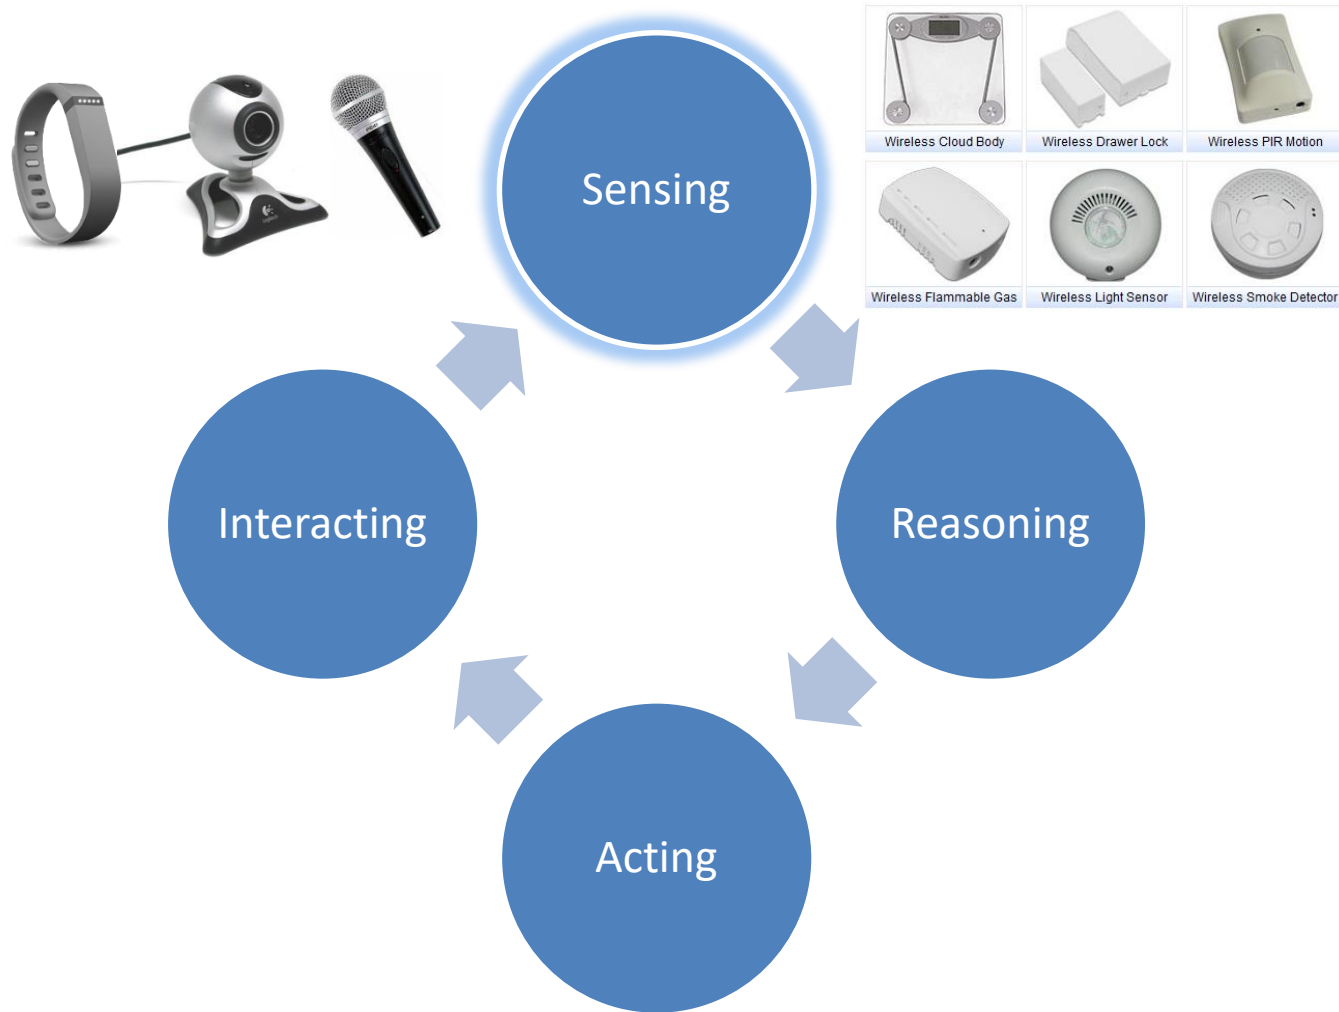 Sensing
Wireless Cloud Body
Wireless Drawer Lock
Wireless PIR Motion
Wireless Flammable Gas
Wireless Light Sensor
Wireless Smoke Detector
Interacting
Reasoning
Acting